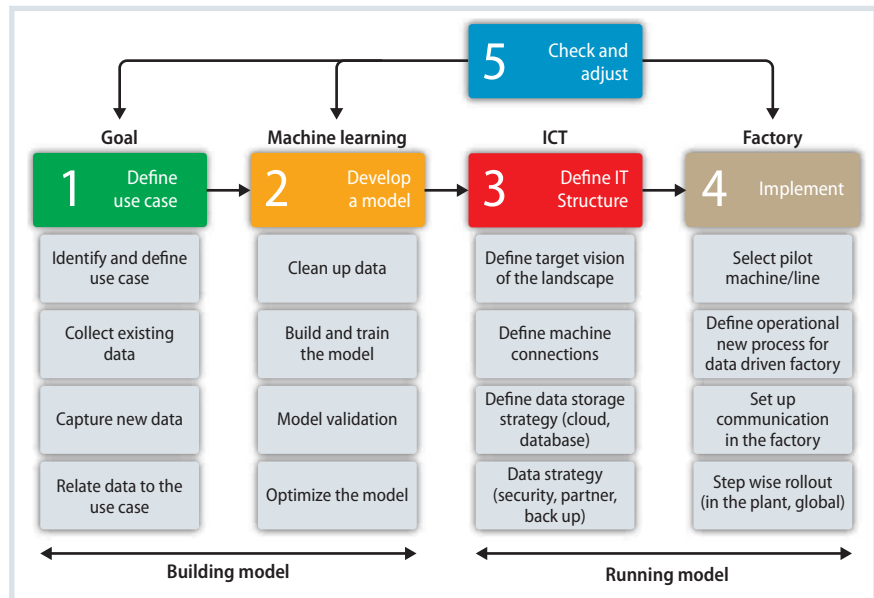 5
Check and
adjust
Goal
Machine learning
ICT
Factory
1
Define
use case
2
Develop
a model
3
Define IT
Structure
4
Implement
Identify and define
use case
Collect existing
data
Capture new data
Relate data to the
use case
Clean up data
Build and train
the model
Model validation
Optimize the model
Define target vision
of the landscape
Define machine
connections
Define data storage
strategy (cloud,
database)
Data strategy
(security, partner,
back up)
Select pilot
machine/line
Define operational
new process for
data driven factory
Set up
communication
in the factory
Step wise rollout
(in the plant, global)
Building model
Running model